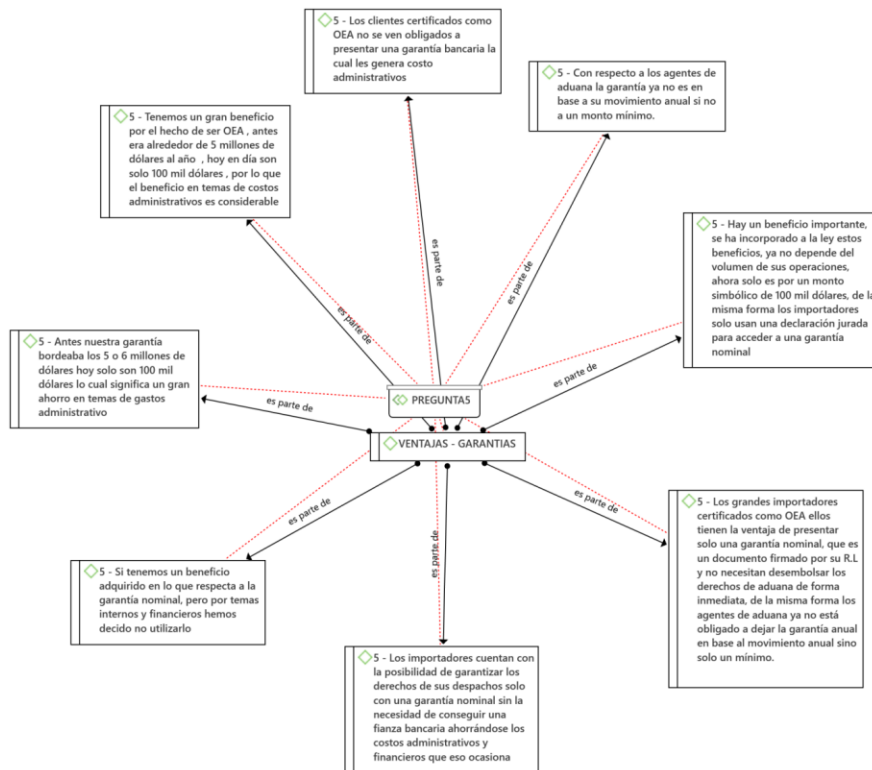 5 - Los clientes certificados como
OEA no se ven obligados a
presentar una garantía bancaria la
cual les genera costo
administrativos
5 - Con respecto a los agentes de
aduana la garantía ya no es en
base a su movimiento anual si no
a un monto mínimo.
5 - Tenemos un gran beneficio
por el hecho de ser OEA , antes
era alrededor de 5 millones de
dólares al año , hoy en día son
solo 100 mil dólares , por lo que
el beneficio en temas de costos
administrativos es considerable
5 - Hay un beneficio importante,
se ha incorporado a la ley estos
beneficios, ya no depende del
volumen de sus operaciones,
ahora solo es por un monto
simbólico de 100 mil dólares, de la
misma forma los importadores
solo usan una declaración jurada
para acceder a una garantía
nominal
es parte de
es parte de
es parte de
5 - Antes nuestra garantía
bordeaba los 5 o 6 millones de
dólares hoy solo son 100 mil
dólares lo cual significa un gran
ahorro en temas de gastos
administrativo
es parte de
es parte de
PREGUNTA5
VENTAJAS - GARANTIAS
es parte de
es parte de
es parte de
5 - Los grandes importadores
certificados como OEA ellos
tienen la ventaja de presentar
solo una garantía nominal, que es
un documento firmado por su R.L
y no necesitan desembolsar los
derechos de aduana de forma
inmediata, de la misma forma los
agentes de aduana ya no está
obligado a dejar la garantía anual
en base al movimiento anual sino
solo un mínimo.
5 - Si tenemos un beneficio
adquirido en lo que respecta a la
garantía nominal, pero por temas
internos y financieros hemos
decido no utilizarlo
5 - Los importadores cuentan con
la posibilidad de garantizar los
derechos de sus despachos solo
con una garantía nominal sin la
necesidad de conseguir una
fianza bancaria ahorrándose los
costos administrativos y
financieros que eso ocasiona